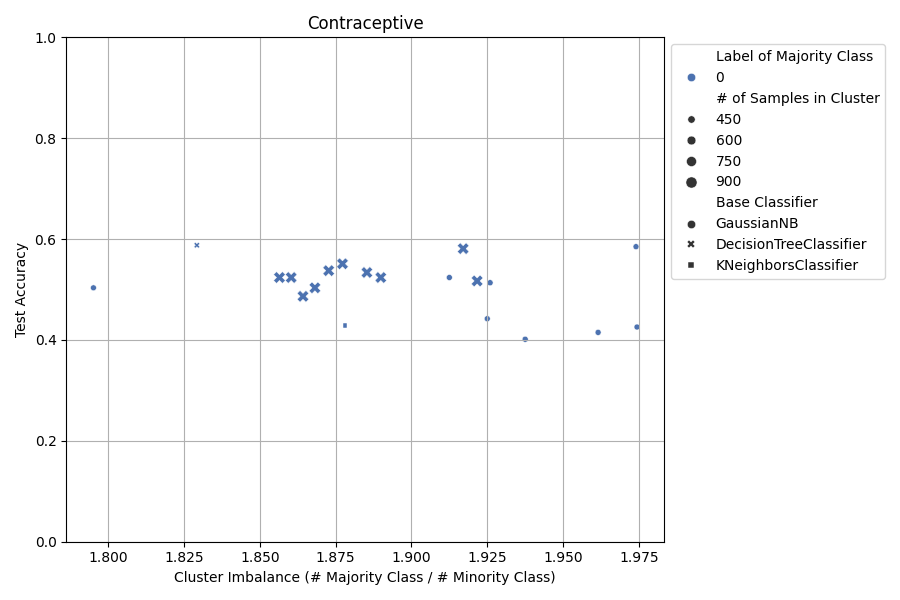 Contraceptive
1.0
0.8
0.6
0.4
0.2
0.0
Test Accuracy
1.800 1.825 1.850 1.875 1.900 1.925 1.950 1.975
Cluster Imbalance (# Majority Class / # Minority Class)
Label of Majority Class
0
# of Samples in Cluster
450
600
750
900
Base Classifier
GaussianNB
DecisionTreeClassifier
KNeighborsClassifier